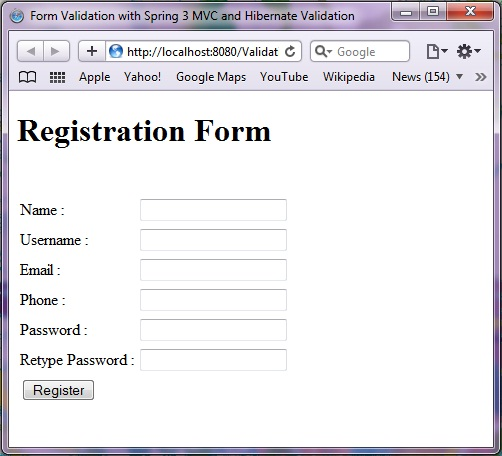 Form Validation with Spring 3 MVC and Hibernate Validation
http://localhost:8080/Validat
Google
Apple Yahoo! Google Maps YouTube Wikipedia News (154)
Registration Form
Name :
Username :
Email :
Phone :
Password :
Retype Password :
Register